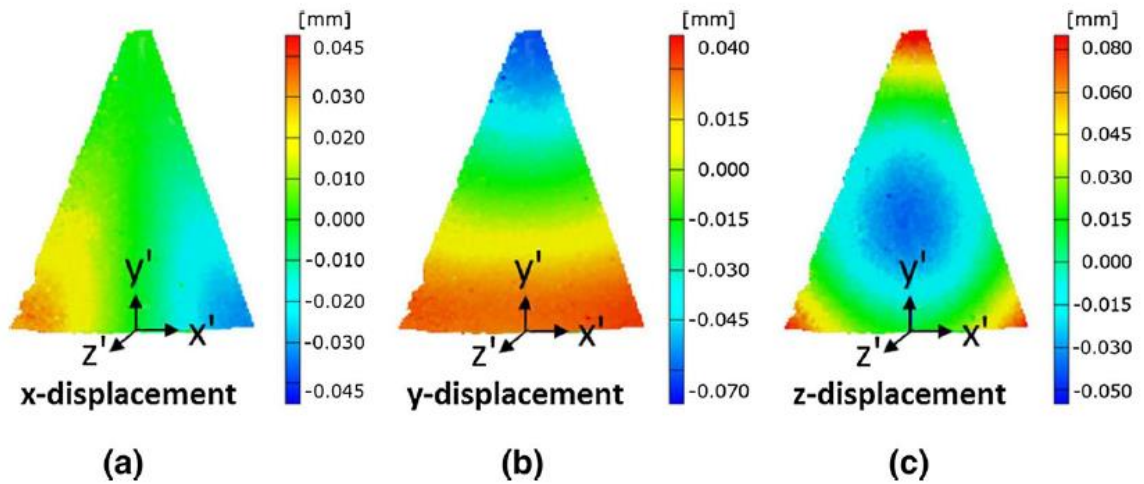 [mm]
0.045
0.030
0.020
0.010
0.000
-0.010
-0.020
-0.030
-0.045
y'
x'
z'
x-displacement
(a)
[mm]
0.040
0.015
0.000
-0.015
-0.030
-0.045
-0.070
y'
x'
z'
y-displacement
(b)
[mm]
0.080
0.060
0.045
0.030
0.015
0.000
-0.015
-0.030
-0.050
y'
x'
z'
z-displacement
(c)